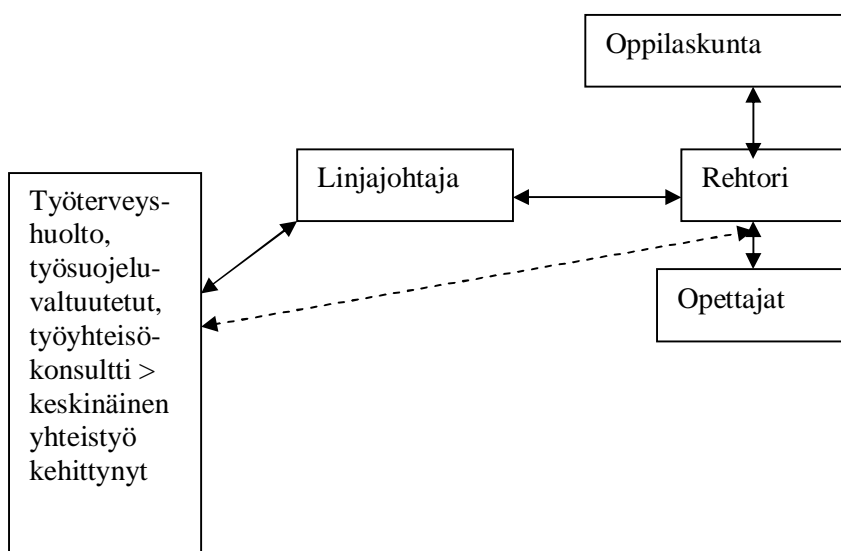 Oppilaskunta
Linjajohtaja
Rehtori
Työterveys-
huolto,
työsuojelu-
valtuutetut,
työyhteisö-
konsultti >
keskinäinen
yhteistyö
kehittynyt
Opettajat